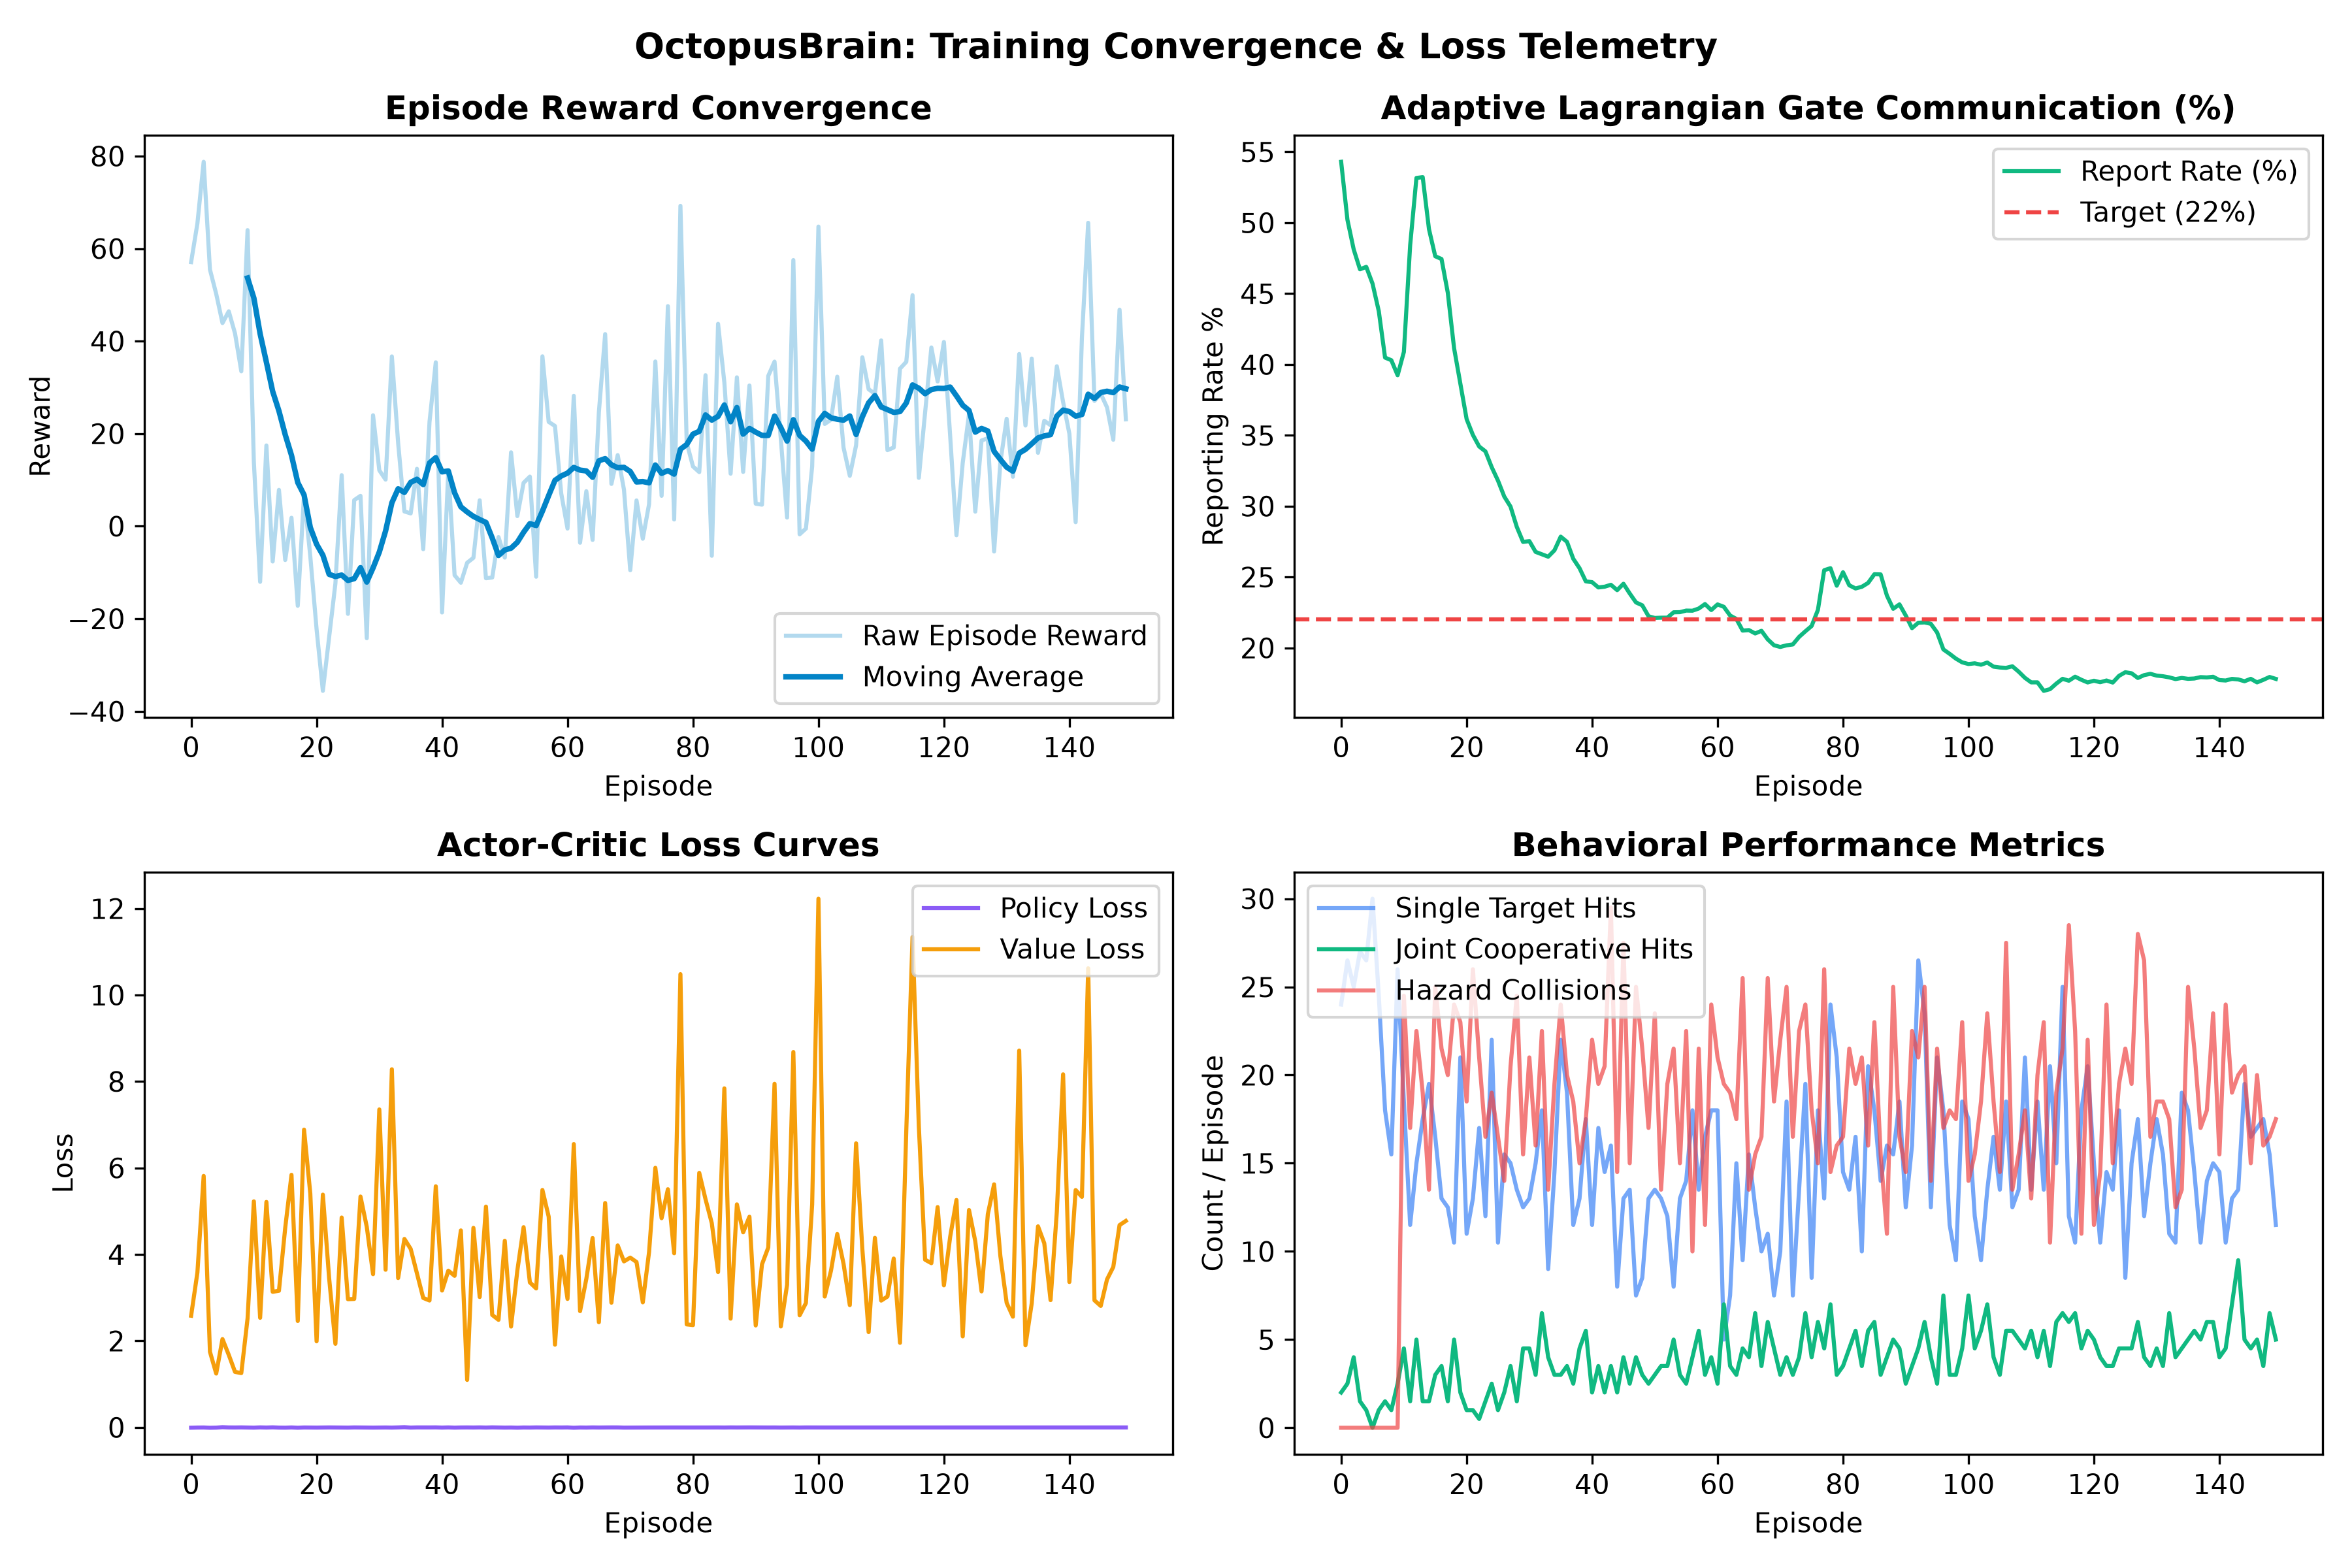 OctopusBrain: Training Convergence & Loss Telemetry
Episode Reward Convergence
80
60
40
20
0
−20
−40
Reward
0 20 40 60 80 100 120 140
Episode
Raw Episode Reward
Moving Average
Adaptive Lagrangian Gate Communication (%)
55
50
45
40
35
30
25
20
Reporting Rate %
0 20 40 60 80 100 120 140
Episode
Report Rate (%)
Target (22%)
Actor-Critic Loss Curves
12
10
8
6
4
2
0
Loss
0 20 40 60 80 100 120 140
Episode
Policy Loss
Value Loss
Behavioral Performance Metrics
30
25
20
15
10
5
0
Count / Episode
0 20 40 60 80 100 120 140
Episode
Single Target Hits
Joint Cooperative Hits
Hazard Collisions